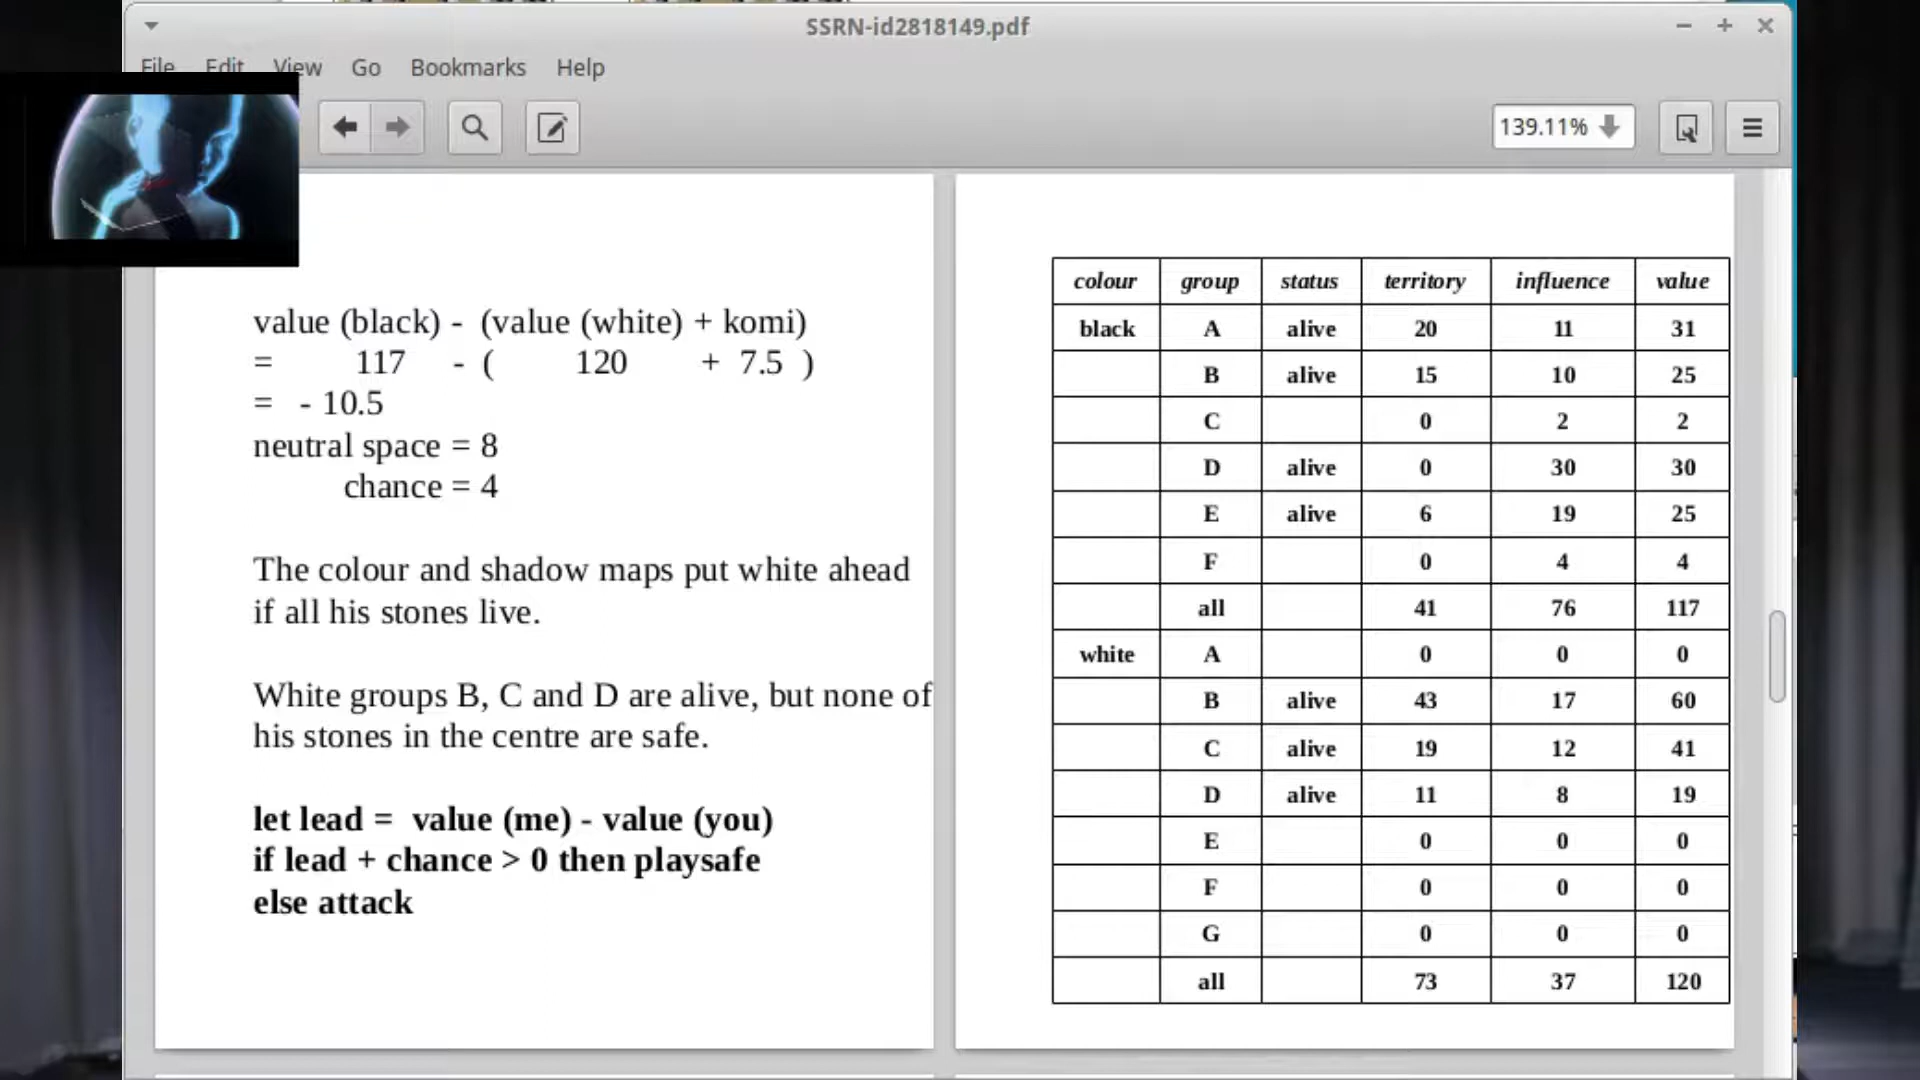 SSRN-id2818149.pdf
File Edit View Go Bookmarks Help
139.11%
value (black) - (value (white) + komi)
= 117 - ( 120 + 7.5 )
= - 10.5
neutral space = 8
chance = 4
The colour and shadow maps put white ahead
if all his stones live.
White groups B, C and D are alive, but none of
his stones in the centre are safe.
let lead = value (me) - value (you)
if lead + chance > 0 then playsafe
else attack
colour group status territory influence value
black A alive 20 11 31
B alive 15 10 25
C 0 2 2
D alive 0 30 30
E alive 6 19 25
F 0 4 4
all 41 76 117
white A 0 0 0
B alive 43 17 60
C alive 19 12 41
D alive 11 8 19
E 0 0 0
F 0 0 0
G 0 0 0
all 73 37 120